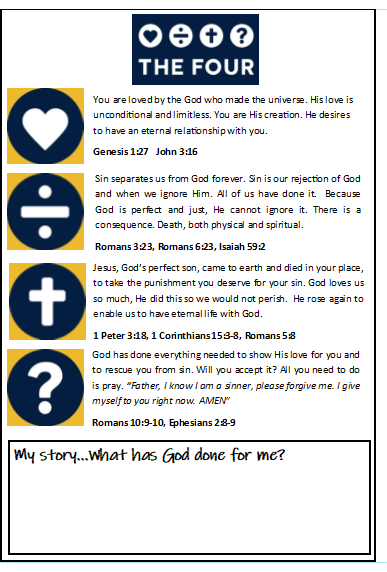 THE FOUR
You are loved by the God who made the universe. His love is
unconditional and limitless. You are His creation. He desires
to have an eternal relationship with you.
Genesis 1:27 John 3:16
Sin separates us from God forever. Sin is our rejection of God
and when we ignore Him. All of us have done it. Because
God is perfect and just, He cannot ignore it. There is a
consequence. Death, both physical and spiritual.
Romans 3:23, Romans 6:23, Isaiah 59:2
Jesus, God's perfect son, came to earth and died in your place,
to take the punishment you deserve for your sin. God loves us
so much, He did this so we would not perish. He rose again to
enable us to have eternal life with God.
1 Peter 3:18, 1 Corinthians 15:3-8, Romans 5:8
God has done everything needed to show His love for you and
to rescue you from sin. Will you accept it? All you need to do
is pray. “Father, I know I am a sinner, please forgive me. I give
myself to you right now. AMEN”
Romans 10:9-10, Ephesians 2:8-9
My story...What has God done for me?